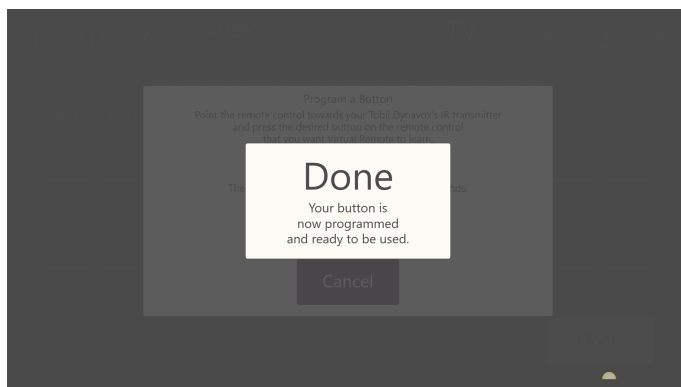 Program a Button
Point the remote control towards your Tobii Dynavox's IR transmitter
and press the desired button on the remote control
that you want Virtual Remote to learn.
Done
Your button is
now programmed
and ready to be used.
Cancel